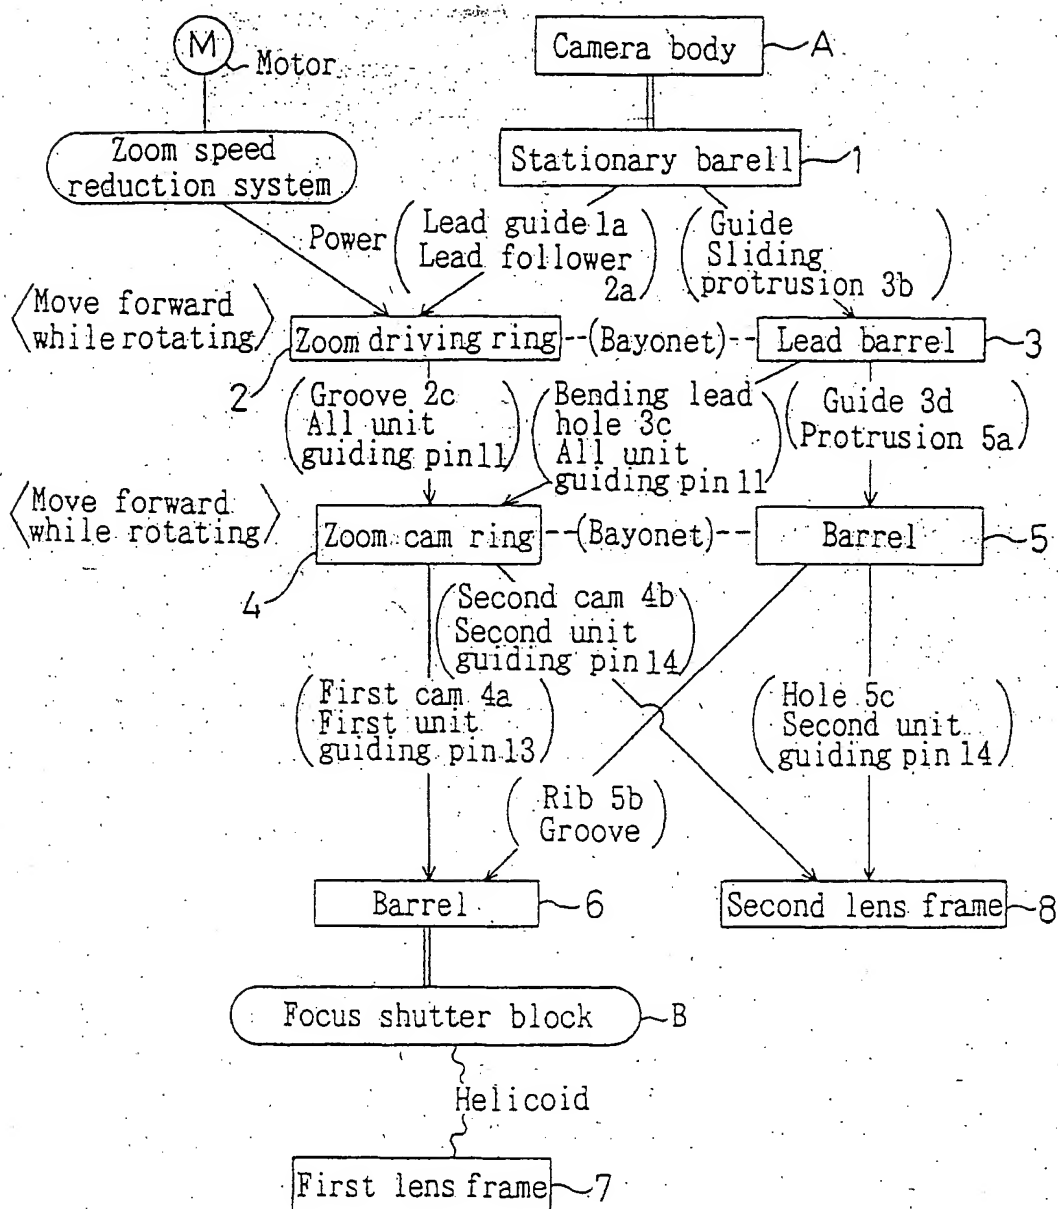 M
Motor
Camera body
A
Zoom speed
reduction system
Stationary barell
1
Power
Lead guide 1a
Lead follower
2a
Guide
Sliding
protrusion 3b
Move forward
while rotating
Zoom driving ring
(Bayonet)
Lead barrel
3
2
Groove 2c
All unit
guiding pin 11
Bending lead
hole 3c
All unit
guiding pin 11
Guide 3d
Protrusion 5a
Move forward
while rotating
Zoom cam ring
(Bayonet)
Barrel
5
4
Second cam 4b
Second unit
guiding pin 14
First cam 4a
First unit
guiding pin 13
Hole 5c
Second unit
guiding pin 14
Rib 5b
Groove
Barrel
6
Second lens frame
8
Focus shutter block
B
Helicoid
First lens frame
7